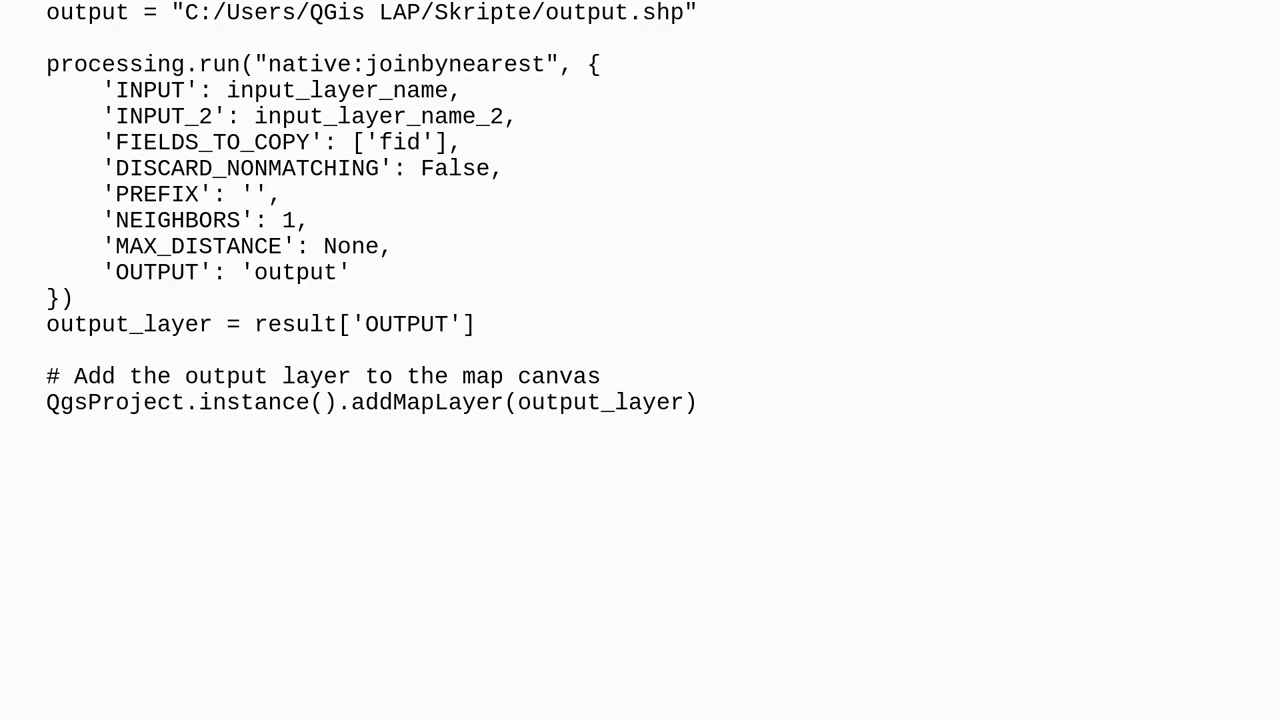 output = "C:/Users/QGis LAP/Skripte/output.shp"
processing.run("native:joinbynearest", {
    'INPUT': input_layer_name,
    'INPUT_2': input_layer_name_2,
    'FIELDS_TO_COPY': ['fid'],
    'DISCARD_NONMATCHING': False,
    'PREFIX': '',
    'NEIGHBORS': 1,
    'MAX_DISTANCE': None,
    'OUTPUT': 'output'
})
output_layer = result['OUTPUT']
# Add the output layer to the map canvas
QgsProject.instance().addMapLayer(output_layer)